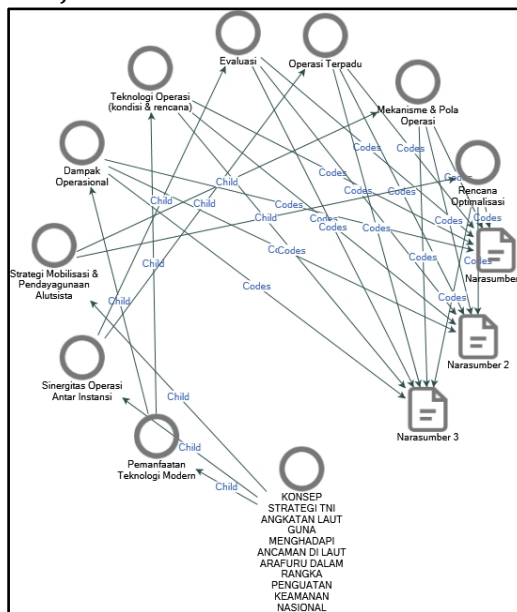 Evaluasi
Operasi Terpadu
Teknologi Operasi
(kondisi & rencana)
Mekanisme & Pola
Operasi
Codes
Codes
Child
Codes
Codes
Dampak
Operasional
Codes
Codes
Codes
Child
Child
Child
Codes
Rencana
Optimalisasi
Codes
Codes
Codes
Codes
Child
Codes
Codes
Strategi Mobilisasi &
Pendayagunaan
Alutsista
Codes
Codes
Codes
Narasumber
Child
Sinergitas Operasi
Antar Instansi
Narasumber 2
Child
Narasumber 3
Pemanfaatan
Teknologi Modern
Child
Child
KONSEP
STRATEGI TNI
ANGKATAN LAUT
GUNA
MENGHADAPI
ANCAMAN DI LAUT
ARAFURU DALAM
RANGKA
PENGUATAN
KEAMANAN
NASIONAL